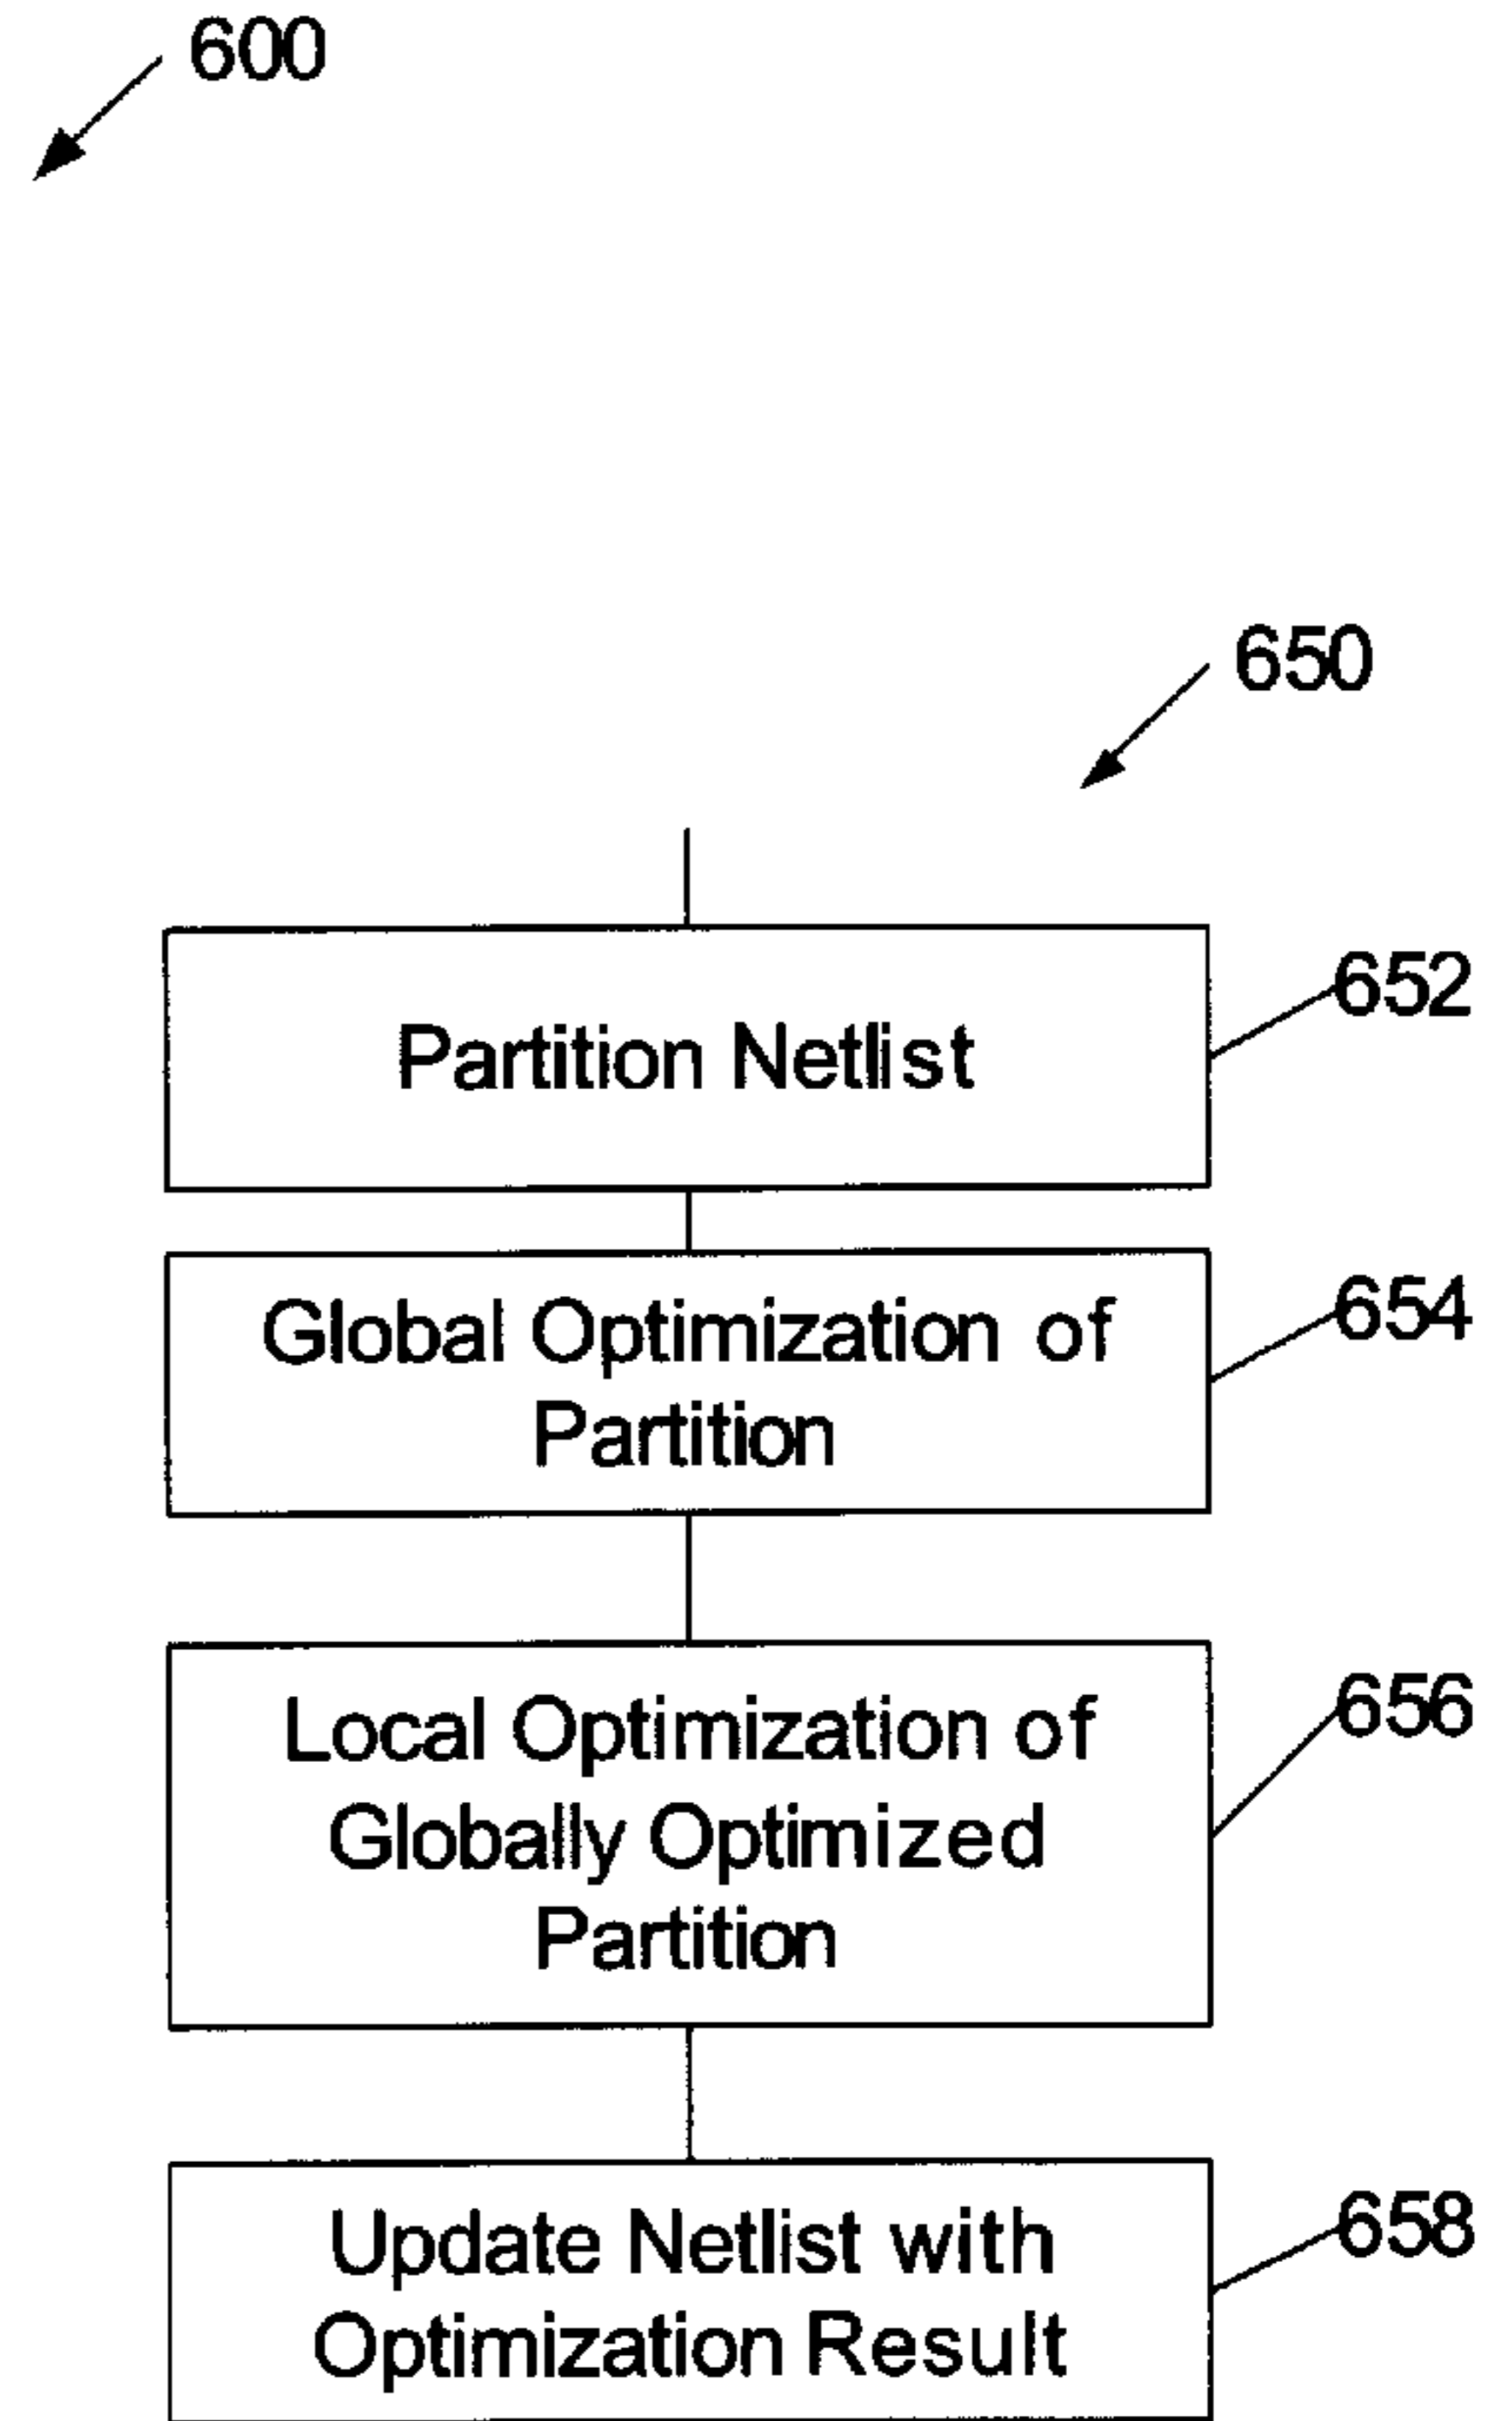 600
650
Partition Netlist
652
Global Optimization of
Partition
654
Local Optimization of
Globally Optimized
Partition
656
Update Netlist with
Optimization Result
658